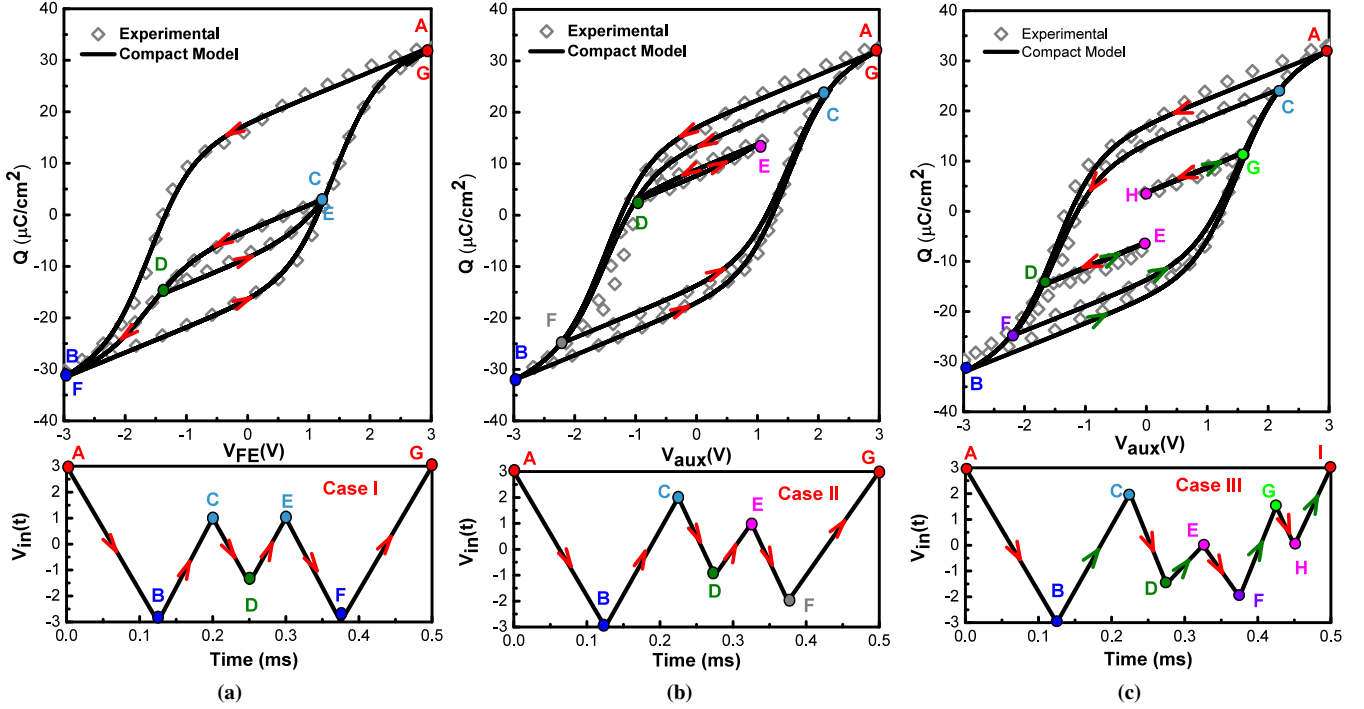 A
Experimental
Compact Model
G
C
E
D
B
F
40
30
20
10
0
-10
-20
-30
-40
Q (μC/cm²)
-3 -2 -1 0 1 2 3
V_FE(V)
A
G
Case I
C
E
B
D
F
3
2
1
0
-1
-2
-3
V_in(t)
0.0 0.1 0.2 0.3 0.4 0.5
Time (ms)
(a)
A
Experimental
Compact Model
G
C
E
D
F
B
40
30
20
10
0
-10
-20
-30
-40
Q (μC/cm²)
-3 -2 -1 0 1 2 3
V_aux(V)
A
G
Case II
C
E
B
D
F
3
2
1
0
-1
-2
-3
V_in(t)
0.0 0.1 0.2 0.3 0.4 0.5
Time (ms)
(b)
A
Experimental
Compact Model
C
G
H
E
D
F
B
40
30
20
10
0
-10
-20
-30
-40
Q (μC/cm²)
-3 -2 -1 0 1 2 3
V_aux(V)
A
I
Case III
C
G
E
H
B
D
F
3
2
1
0
-1
-2
-3
V_in(t)
0.0 0.1 0.2 0.3 0.4 0.5
Time (ms)
(c)